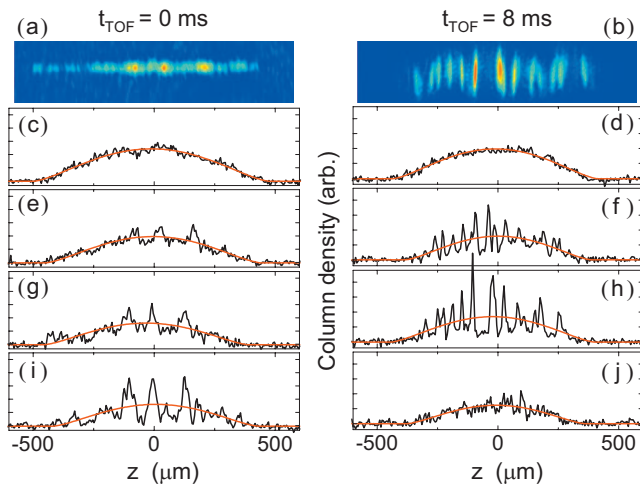 t_TOF = 0 ms
t_TOF = 8 ms
(a)
(b)
(c)
(d)
(e)
(f)
(g)
(h)
(i)
(j)
Column density (arb.)
-500 0 500
-500 0 500
z (μm)
z (μm)